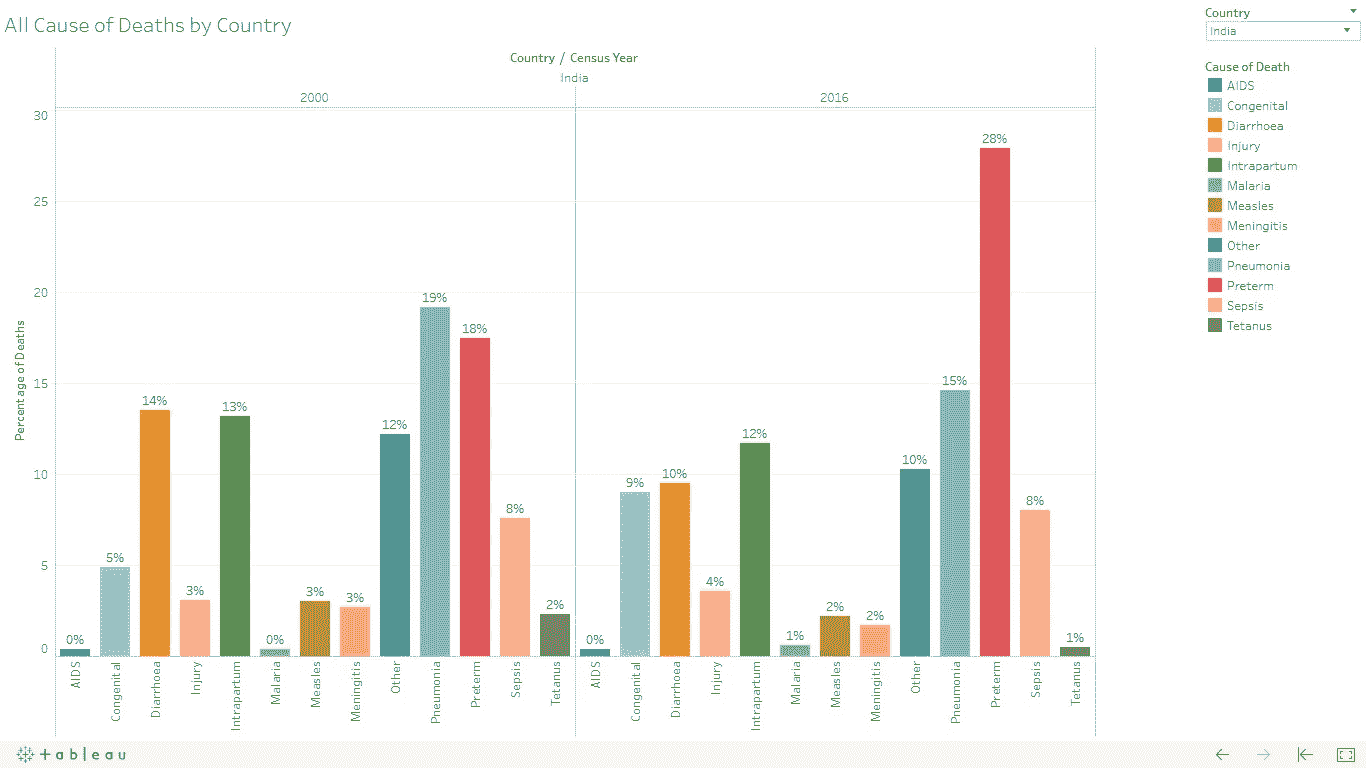 All Cause of Deaths by Country
Country
India
Country / Census Year
India
2000
2016
Cause of Death
AIDS
Congenital
Diarrhoea
Injury
Intrapartum
Malaria
Measles
Meningitis
Other
Pneumonia
Preterm
Sepsis
Tetanus
Percentage of Deaths
30
25
20
15
10
5
0
0%
5%
14%
3%
13%
0%
3%
3%
12%
19%
18%
8%
2%
0%
9%
10%
4%
12%
1%
2%
2%
10%
15%
28%
8%
1%
AIDS
Congenital
Diarrhoea
Injury
Intrapartum
Malaria
Measles
Meningitis
Other
Pneumonia
Preterm
Sepsis
Tetanus
AIDS
Congenital
Diarrhoea
Injury
Intrapartum
Malaria
Measles
Meningitis
Other
Pneumonia
Preterm
Sepsis
Tetanus
+ableau